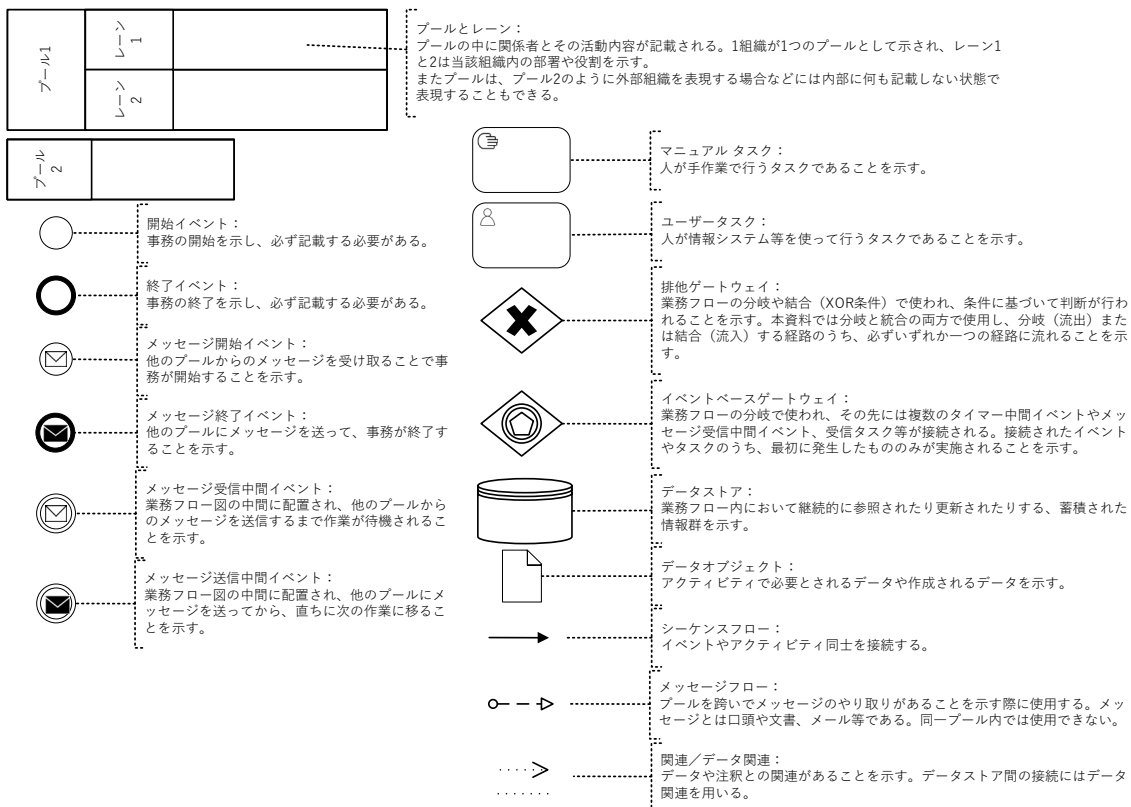 プール1
レーン
1
レーン
2
プールとレーン：
プールの中に関係者とその活動内容が記載される。1組織が1つのプールとして示され、レーン1
と2は当該組織内の部署や役割を示す。
またプールは、プール2のように外部組織を表現する場合などには内部に何も記載しない状態で
表現することもできる。
プール
2
開始イベント：
事務の開始を示し、必ず記載する必要がある。
終了イベント：
事務の終了を示し、必ず記載する必要がある。
メッセージ開始イベント：
他のプールからのメッセージを受け取ることで事
務が開始することを示す。
メッセージ終了イベント：
他のプールにメッセージを送って、事務が終了す
ることを示す。
メッセージ受信中間イベント：
業務フロー図の中間に配置され、他のプールから
のメッセージを送信するまで作業が待機されるこ
とを示す。
メッセージ送信中間イベント：
業務フロー図の中間に配置され、他のプールにメ
ッセージを送ってから、直ちに次の作業に移るこ
とを示す。
マニュアル タスク：
人が手作業で行うタスクであることを示す。
ユーザータスク：
人が情報システム等を使って行うタスクであることを示す。
排他ゲートウェイ：
業務フローの分岐や結合（XOR条件）で使われ、条件に基づいて判断が行わ
れることを示す。本資料では分岐と統合の両方で使用し、分岐（流出）また
は結合（流入）する経路のうち、必ずいずれか一つの経路に流れることを示
す。
イベントベースゲートウェイ：
業務フローの分岐で使われ、その先には複数のタイマー中間イベントやメッ
セージ受信中間イベント、受信タスク等が接続される。接続されたイベント
やタスクのうち、最初に発生したもののみが実施されることを示す。
データストア：
業務フロー内において継続的に参照されたり更新されたりする、蓄積された
情報群を示す。
データオブジェクト：
アクティビティで必要とされるデータや作成されるデータを示す。
シーケンスフロー：
イベントやアクティビティ同士を接続する。
メッセージフロー：
プールを跨いでメッセージのやり取りがあることを示す際に使用する。メッ
セージとは口頭や文書、メール等である。同一プール内では使用できない。
関連／データ関連：
データや注釈との関連があることを示す。データストア間の接続にはデータ
関連を用いる。